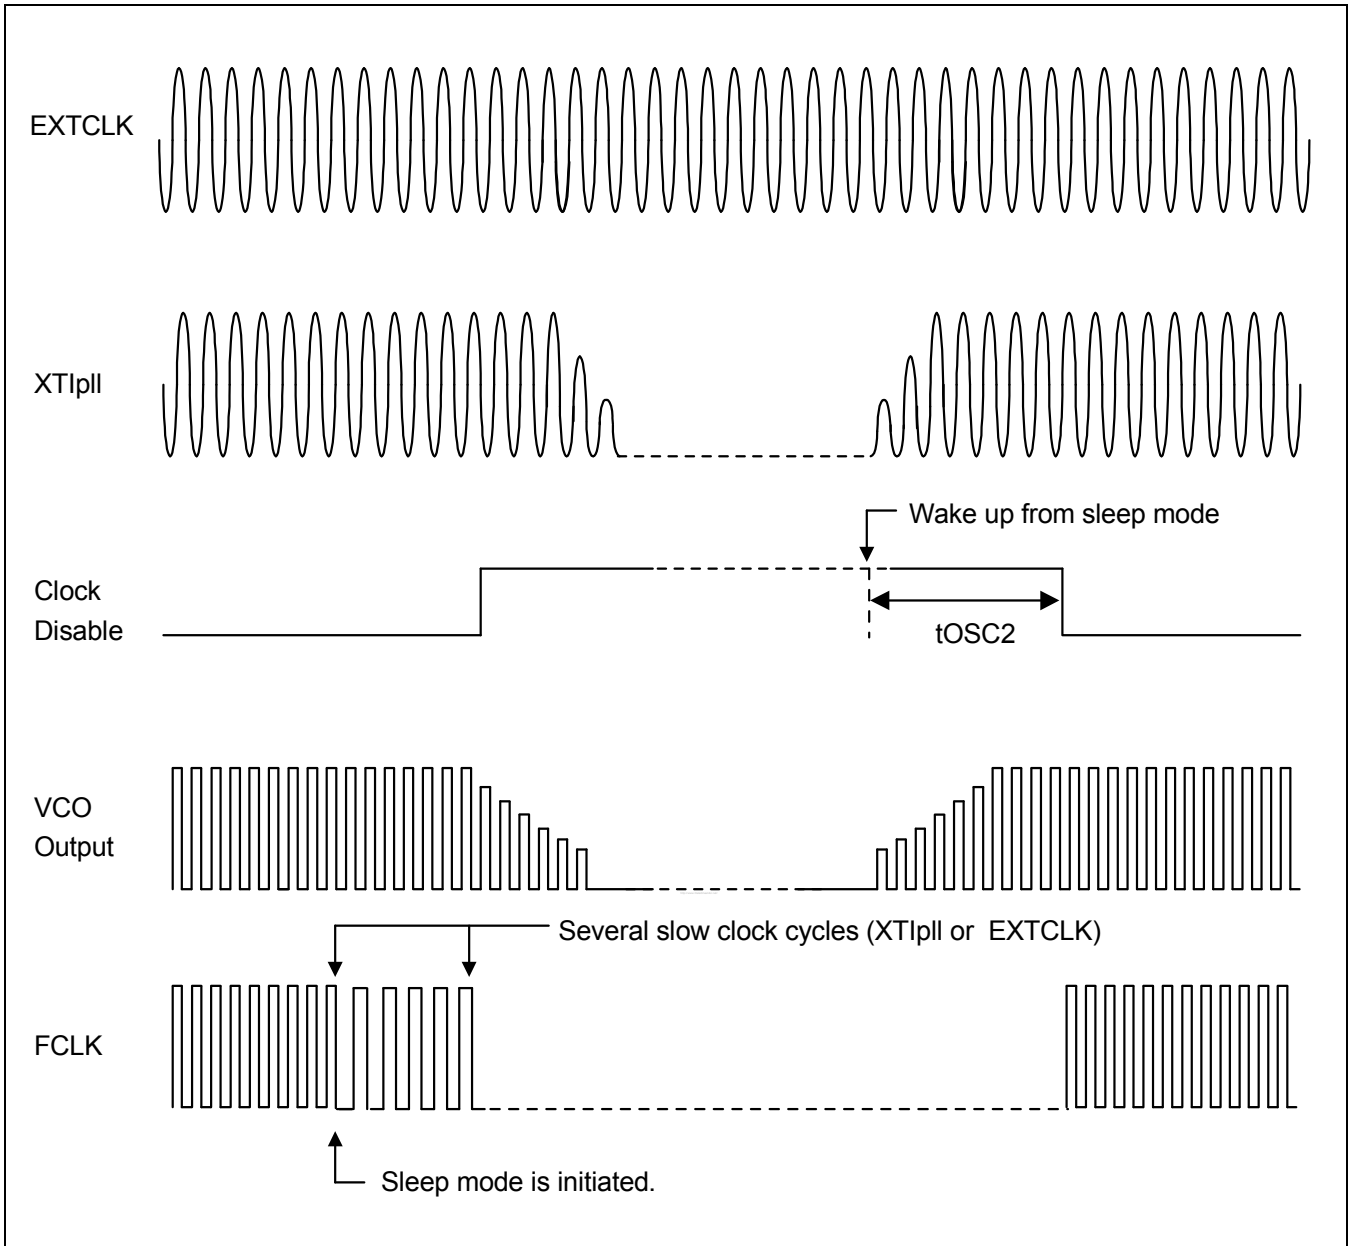 EXTCLK
XTIpll
Wake up from sleep mode
Clock
Disable
tOSC2
VCO
Output
Several slow clock cycles (XTIpll or EXTCLK)
FCLK
Sleep mode is initiated.